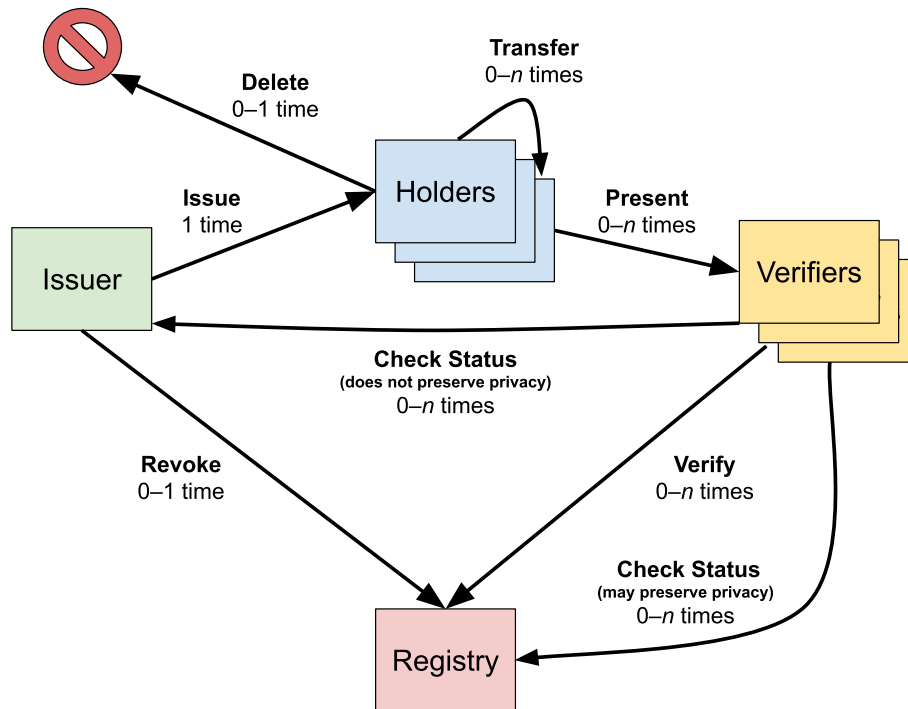 Transfer
0–n times
Delete
0–1 time
Holders
Issue
1 time
Present
0–n times
Issuer
Verifiers
Check Status
(does not preserve privacy)
0–n times
Revoke
0–1 time
Verify
0–n times
Check Status
(may preserve privacy)
0–n times
Registry